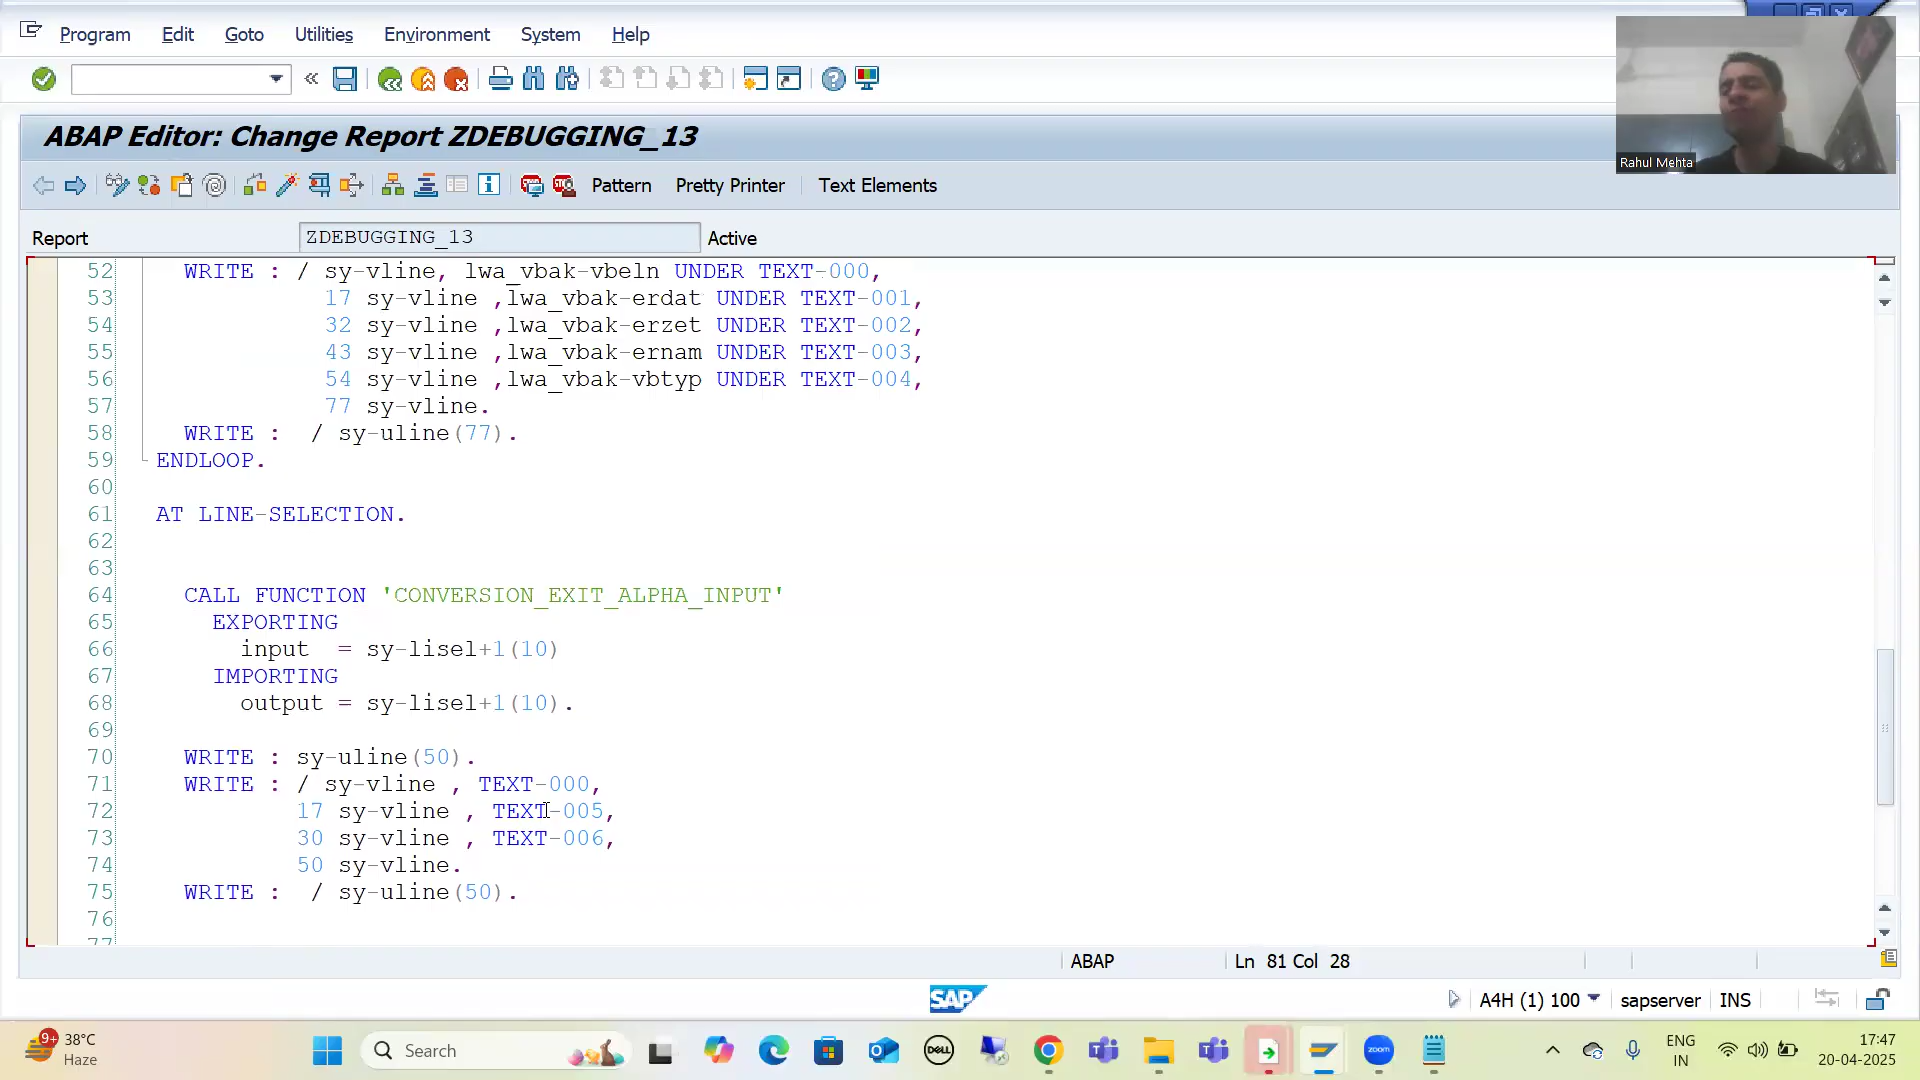 Program Edit Goto Utilities Environment System Help
Rahul Mehta
ABAP Editor: Change Report ZDEBUGGING_13
Pattern Pretty Printer Text Elements
Report ZDEBUGGING_13 Active
52 WRITE : / sy-vline, lwa_vbak-vbeln UNDER TEXT-000,
53 17 sy-vline ,lwa_vbak-erdat UNDER TEXT-001,
54 32 sy-vline ,lwa_vbak-erzet UNDER TEXT-002,
55 43 sy-vline ,lwa_vbak-ernam UNDER TEXT-003,
56 54 sy-vline ,lwa_vbak-vbtyp UNDER TEXT-004,
57 77 sy-vline.
58 WRITE : / sy-uline(77).
59 ENDLOOP.
60
61 AT LINE-SELECTION.
62
63
64 CALL FUNCTION 'CONVERSION_EXIT_ALPHA_INPUT'
65 EXPORTING
66 input = sy-lisel+1(10)
67 IMPORTING
68 output = sy-lisel+1(10).
69
70 WRITE : sy-uline(50).
71 WRITE : / sy-vline , TEXT-000,
72 17 sy-vline , TEXT-005,
73 30 sy-vline , TEXT-006,
74 50 sy-vline.
75 WRITE : / sy-uline(50).
76
77
ABAP Ln 81 Col 28
SAP A4H (1) 100 sapserver INS
9+ 38°C
Haze
Search
DELL
zoom
ENG
IN
17:47
20-04-2025